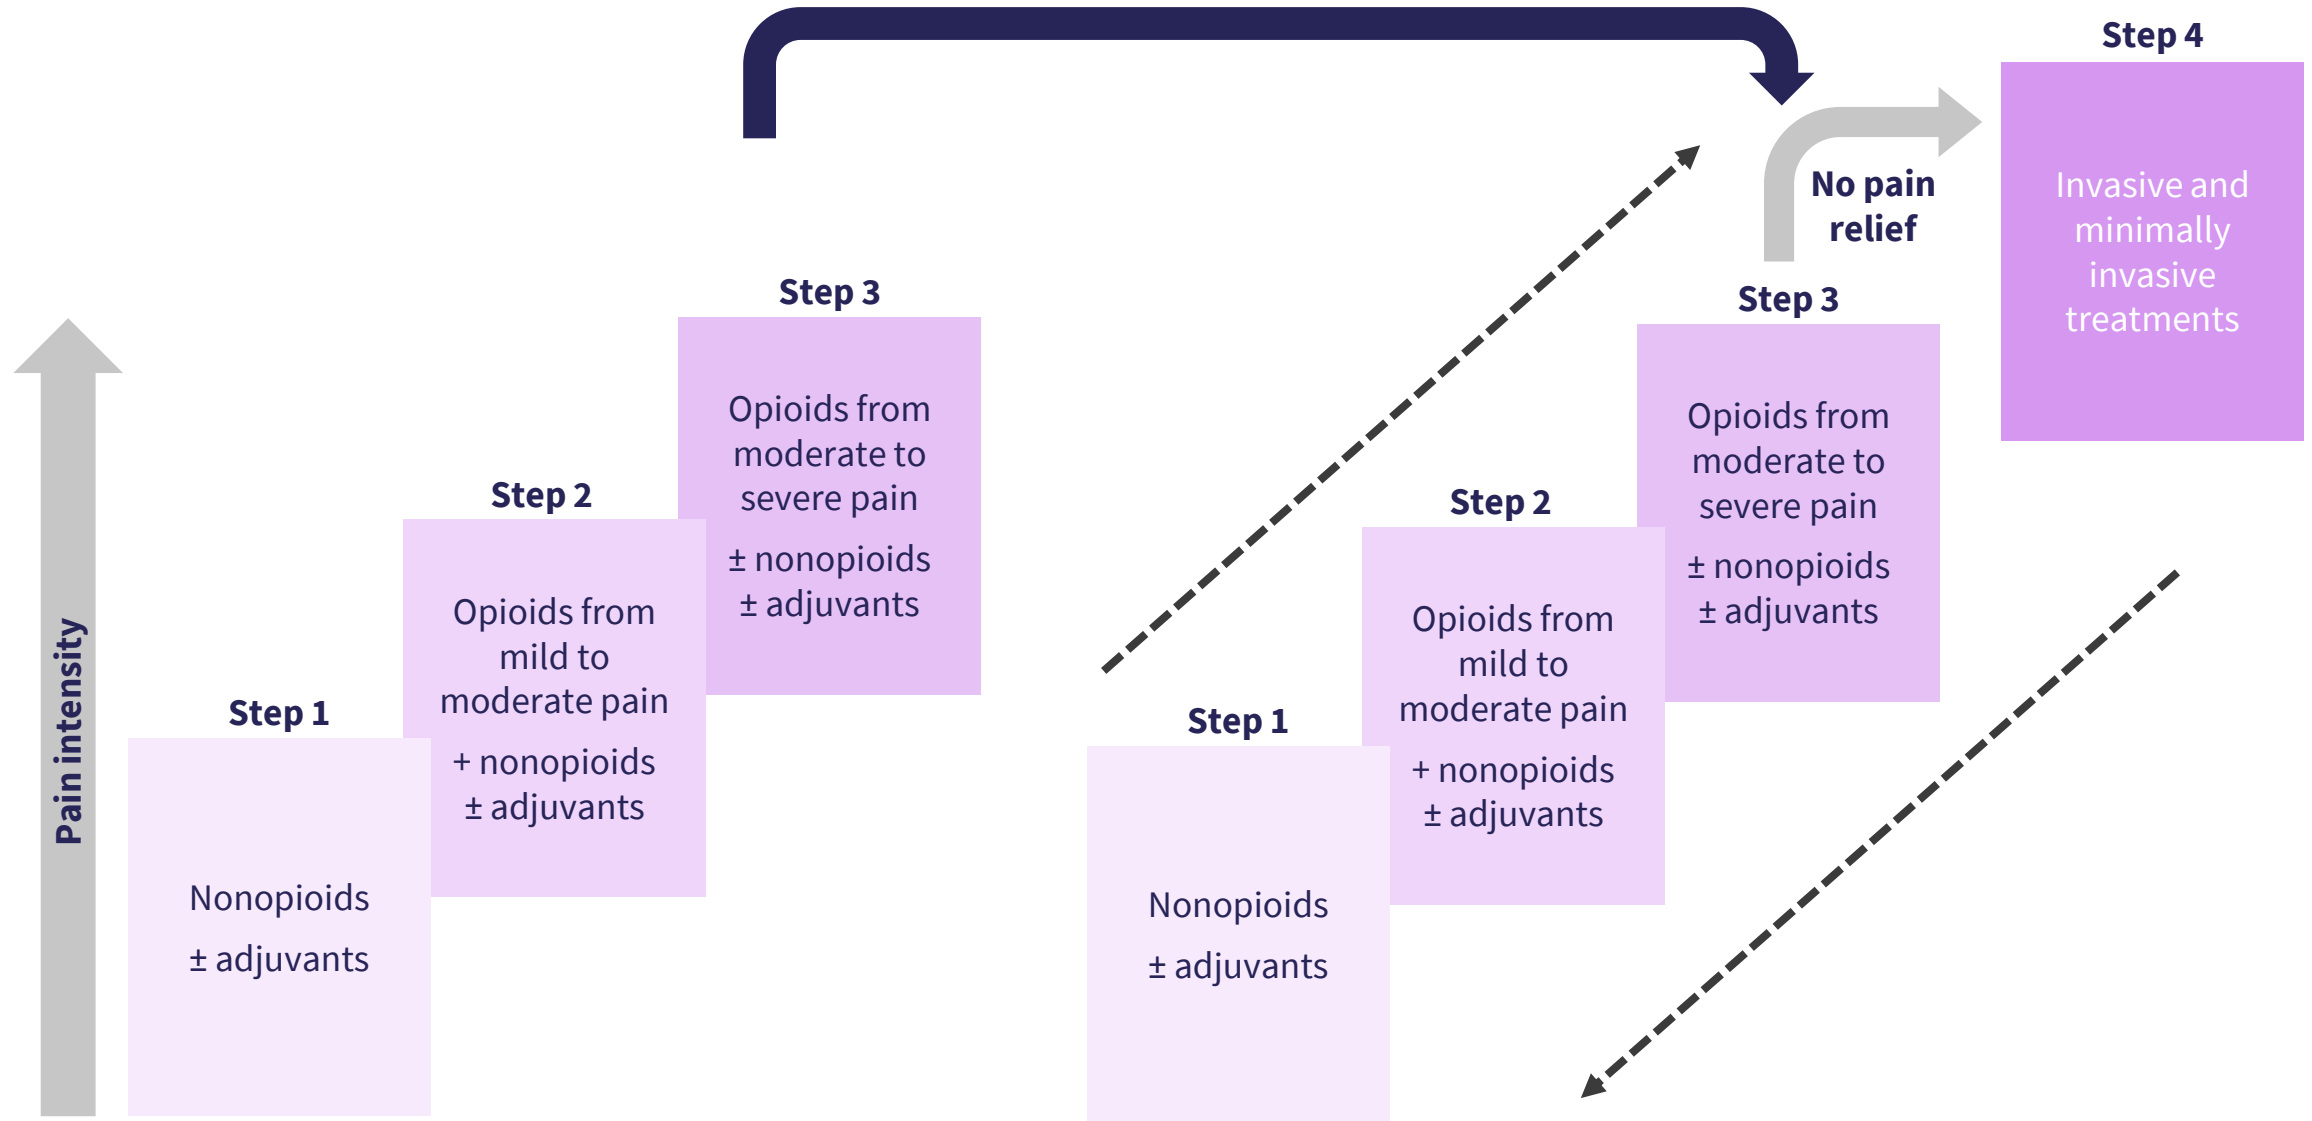 Pain intensity
Step 1
Nonopioids
± adjuvants
Step 2
Opioids from
mild to
moderate pain
+ nonopioids
± adjuvants
Step 3
Opioids from
moderate to
severe pain
± nonopioids
± adjuvants
Step 1
Nonopioids
± adjuvants
Step 2
Opioids from
mild to
moderate pain
+ nonopioids
± adjuvants
Step 3
Opioids from
moderate to
severe pain
± nonopioids
± adjuvants
No pain
relief
Step 4
Invasive and
minimally
invasive
treatments